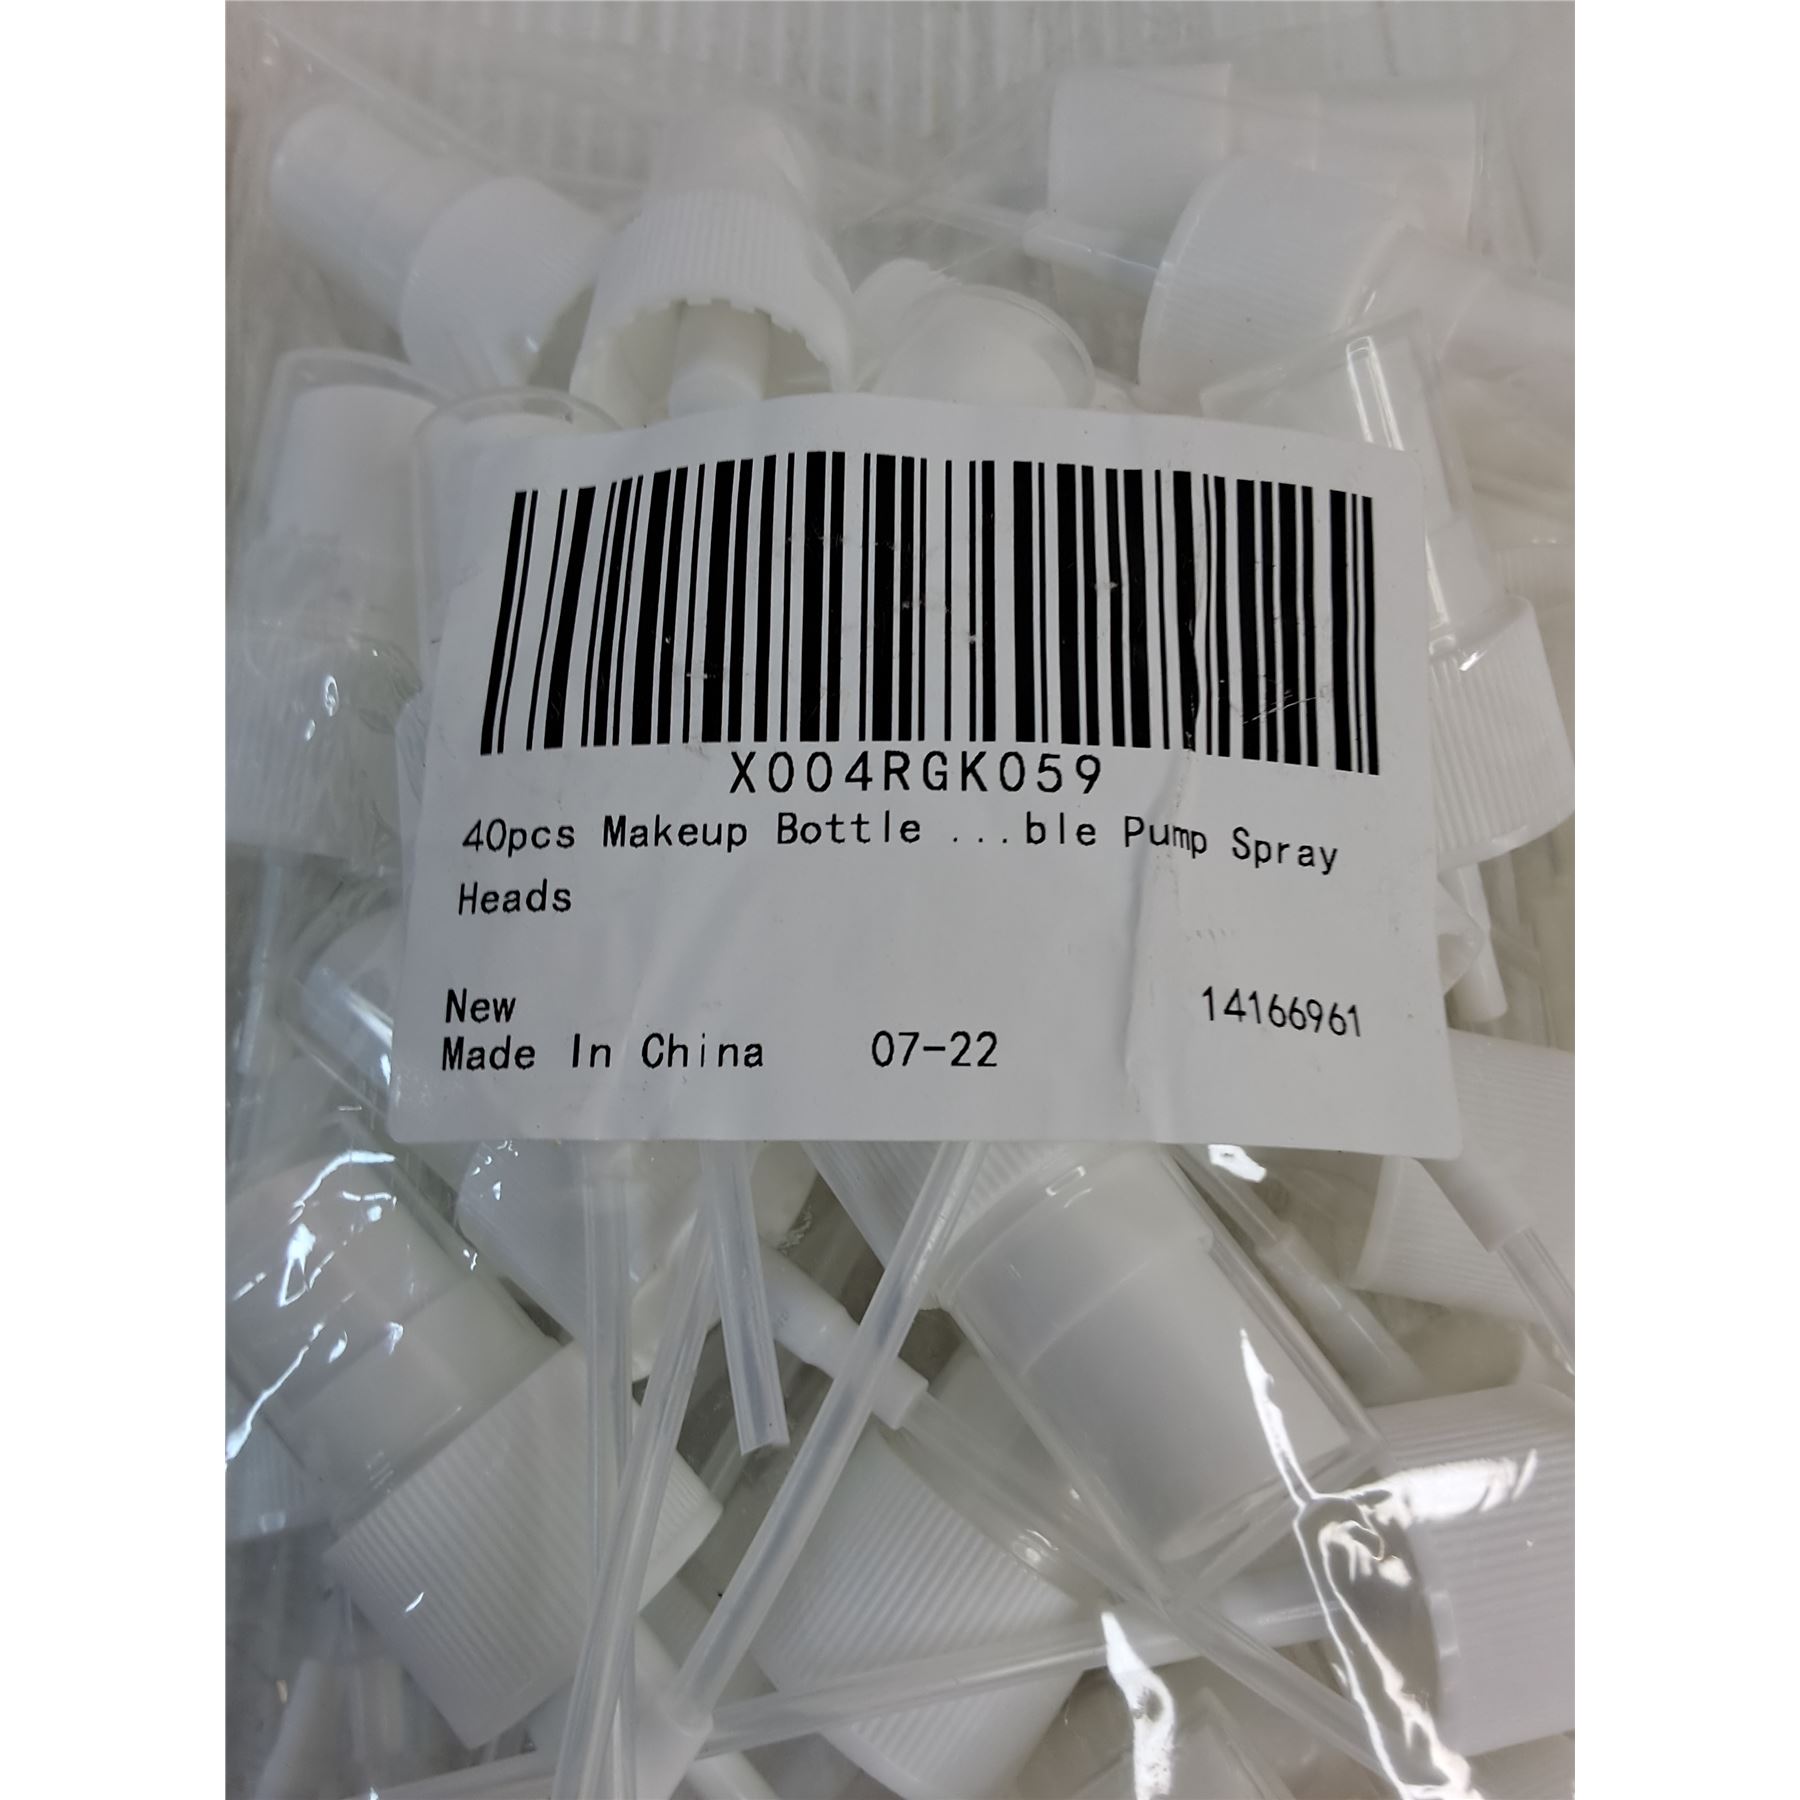 X004RGK059
40pcs Makeup Bottle ...ble Pump Spray
Heads
New
14166961
Made In China 07-22